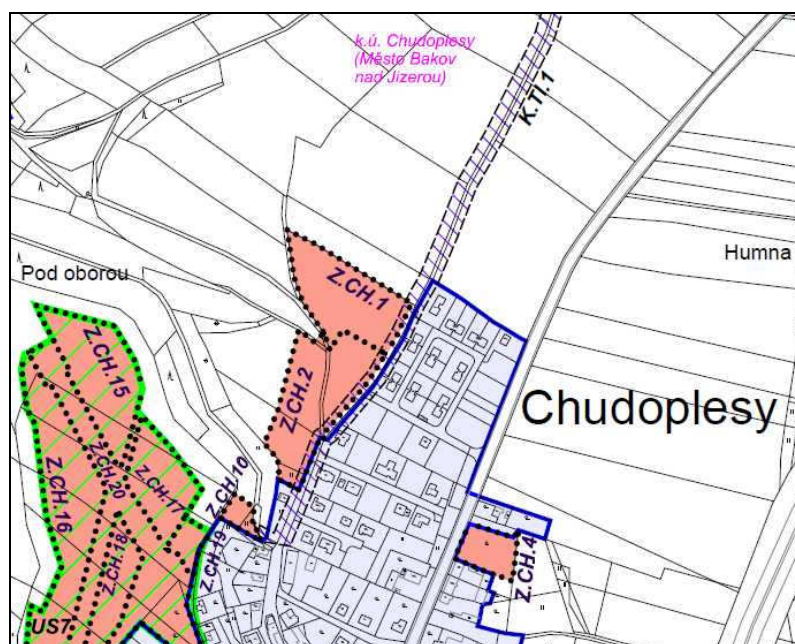 k.ú. Chudoplesy
(Město Bakov
nad Jizerou)
K.TI.1
Humna
Pod oborou
Z.CH.1
Z.CH.2
Chudoplesy
Z.CH.15
Z.CH.10
Z.CH.20
Z.CH.17
Z.CH.16
Z.CH.18
Z.CH.19
Z.CH.4
US7